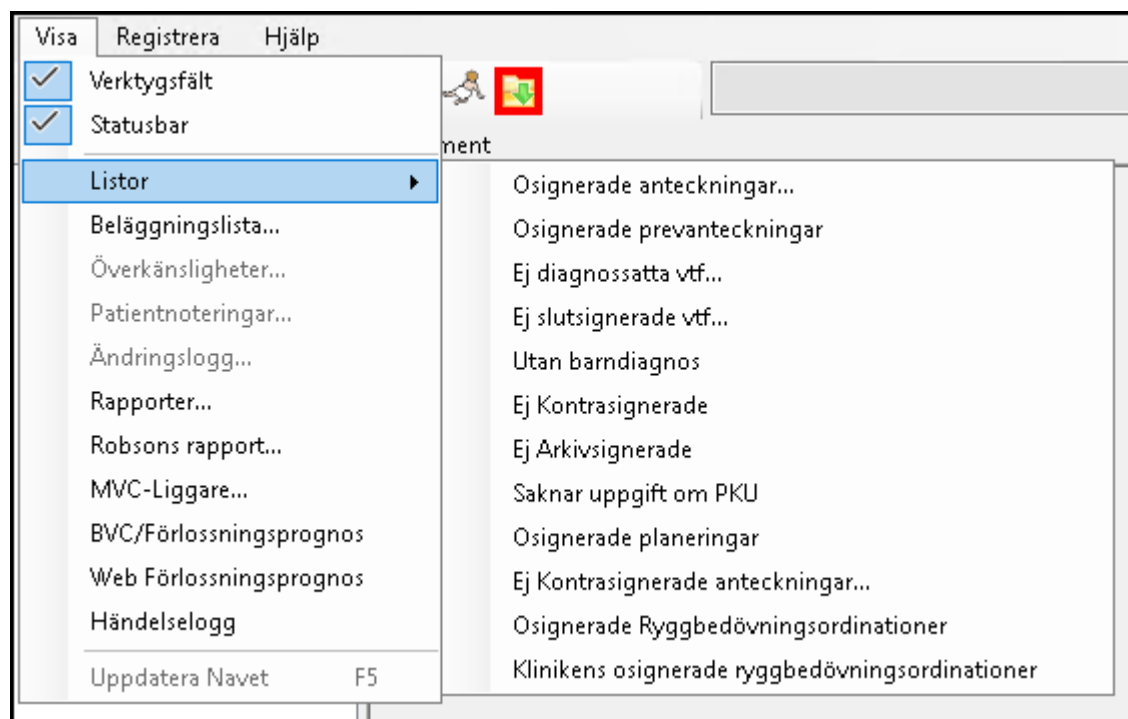 Visa Registrera Hjälp
Verktygsfält
Statusbar
Listor
Beläggningslista...
Överkänsligheter...
Patientnoteringar...
Ändringslogg...
Rapporter...
Robsons rapport...
MVC-Liggare...
BVC/Förlossningsprognos
Web Förlossningsprognos
Händelselogg
Uppdatera Navet F5
Osignerade anteckningar...
Osignerade prevanteckningar
Ej diagnossatta vtf...
Ej slutsignerade vtf...
Utan barndiagnos
Ej Kontrasignerade
Ej Arkivsignerade
Saknar uppgift om PKU
Osignerade planeringar
Ej Kontrasignerade anteckningar...
Osignerade Ryggbedövningsordinationer
Klinikens osignerade ryggbedövningsordinationer